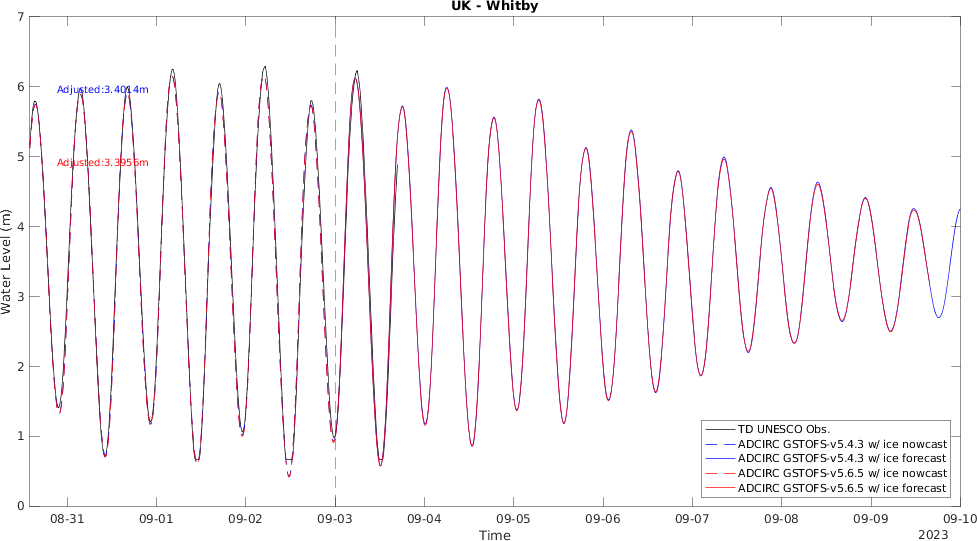 UK - Whitby
7
6
5
4
3
2
1
0
Water Level (m)
Adjusted:3.4014m
Adjusted:3.3956m
TD UNESCO Obs.
ADCIRC GSTOFS-v5.4.3 w/ ice nowcast
ADCIRC GSTOFS-v5.4.3 w/ ice forecast
ADCIRC GSTOFS-v5.6.5 w/ ice nowcast
ADCIRC GSTOFS-v5.6.5 w/ ice forecast
08-31 09-01 09-02 09-03 09-04 09-05 09-06 09-07 09-08 09-09 09-10
Time
2023